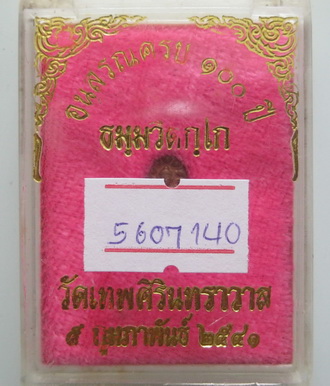 อนุสรณ์ครบ ๑๐๐ ปี
ธมฺมวิตกฺโก
5607140
วัดเทพศิรินทราวาส
๙ กุมภาพันธ์ ๒๕๔๑